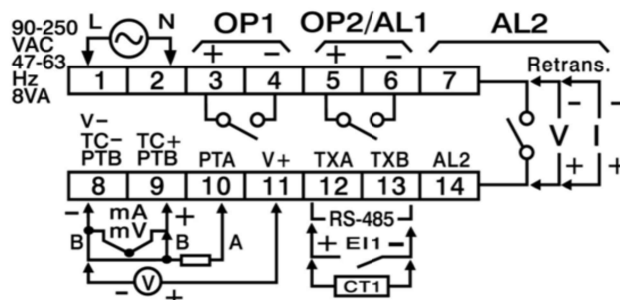 90-250
VAC
47-63
Hz
8VA
L N
OP1 OP2/AL1 AL2
+ − + −
1 2 3 4 5 6 7
Retrans.
− −
V I
+ +
V−
TC− TC+
PTB PTB PTA V+ TXA TXB AL2
8 9 10 11 12 13 14
− mA +
mV
B B A
RS-485
+ EI1 −
CT1
− V +